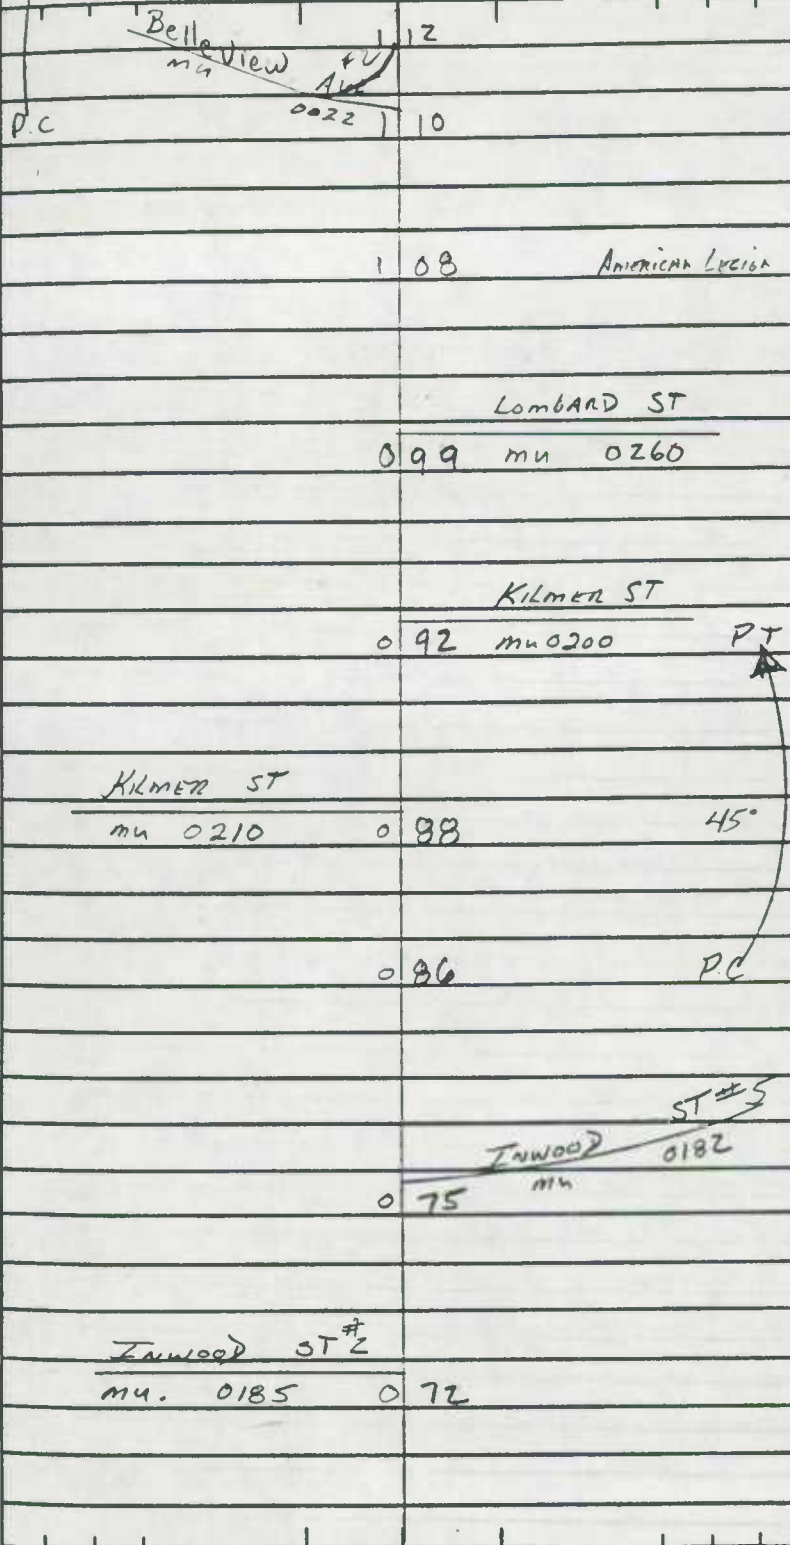 Belle View Ave
mu 0022
1 12
P.C
1 10
1 08 American Legion
Lombard ST
0 99 mu 0260
Kilmer ST
0 92 mu 0200 P T
Kilmer ST
mu 0210 0 88 45°
0 86 P.C
Inwood ST #5
mu 0182
0 75
Inwood ST #2
mu. 0185 0 72